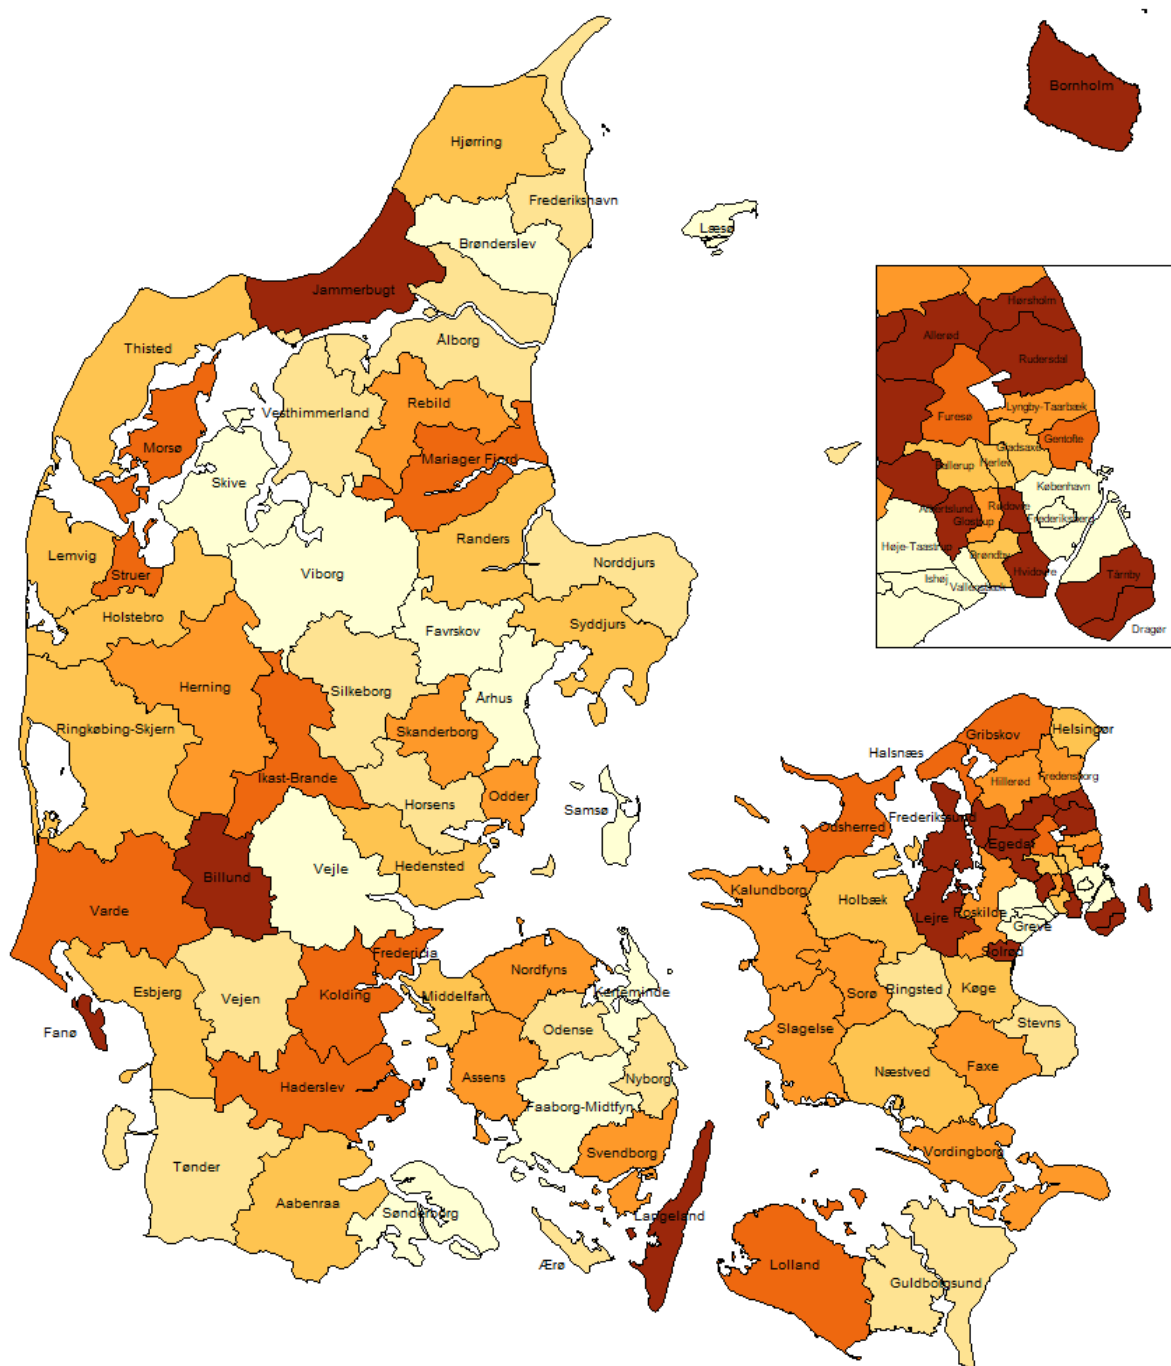 Bornholm
Hjørring
Frederikshavn
Læsø
Brønderslev
Jammerbugt
Hørsholm
Allerød
Ålborg
Thisted
Rudersdal
Rebild
Lyngby-Taarbæk
Vesthimmerland
Furesø
Gentofte
Morsø
Gladsaxe
Mariager Fjord
Ballerup
Herlev
Skive
København
Albertslund
Rødovre
Glostrup
Frederiksberg
Randers
Høje-Taastrup
Lemvig
Norddjurs
Brøndby
Viborg
Struer
Hvidovre
Tårnby
Ishøj
Vallensbæk
Holstebro
Favrskov
Syddjurs
Dragør
Herning
Silkeborg
Århus
Ringkøbing-Skjern
Skanderborg
Helsingør
Gribskov
Halsnæs
Ikast-Brande
Fredensborg
Hillerød
Odder
Horsens
Samsø
Frederikssund
Odsherred
Egedal
Hedensted
Vejle
Billund
Kalundborg
Holbæk
Varde
Roskilde
Lejre
Greve
Fredericia
Solrød
Nordfyns
Køge
Esbjerg
Vejen
Kolding
Middelfart
Kerteminde
Sorø
Ringsted
Stevns
Fanø
Odense
Slagelse
Faxe
Næstved
Assens
Nyborg
Haderslev
Faaborg-Midtfyn
Svendborg
Vordingborg
Tønder
Aabenraa
Sønderborg
Langeland
Ærø
Lolland
Guldborgsund